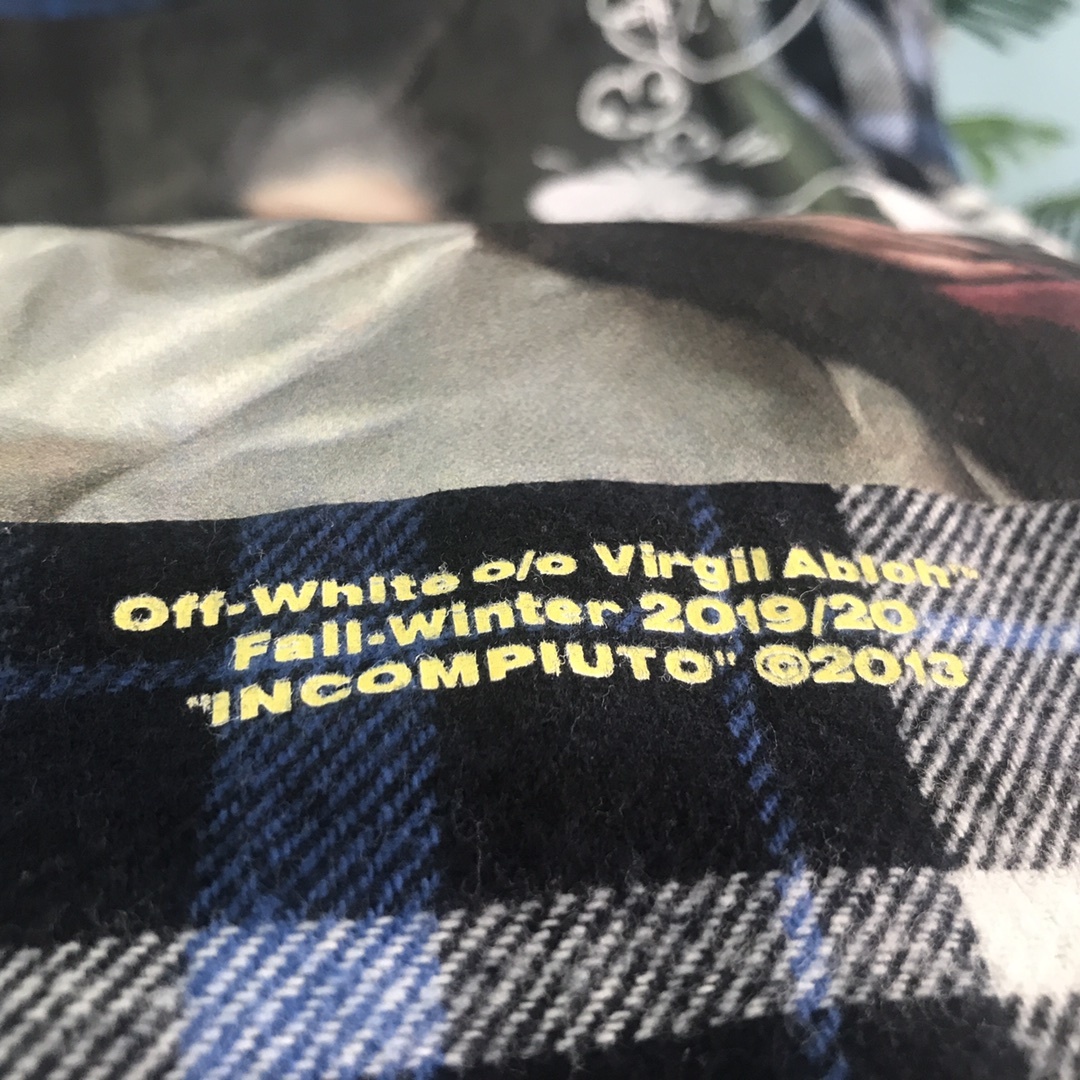 Off-White o/o Virgil Abloh™
Fall-Winter 2019/20
"INCOMPIUTO" ©2013